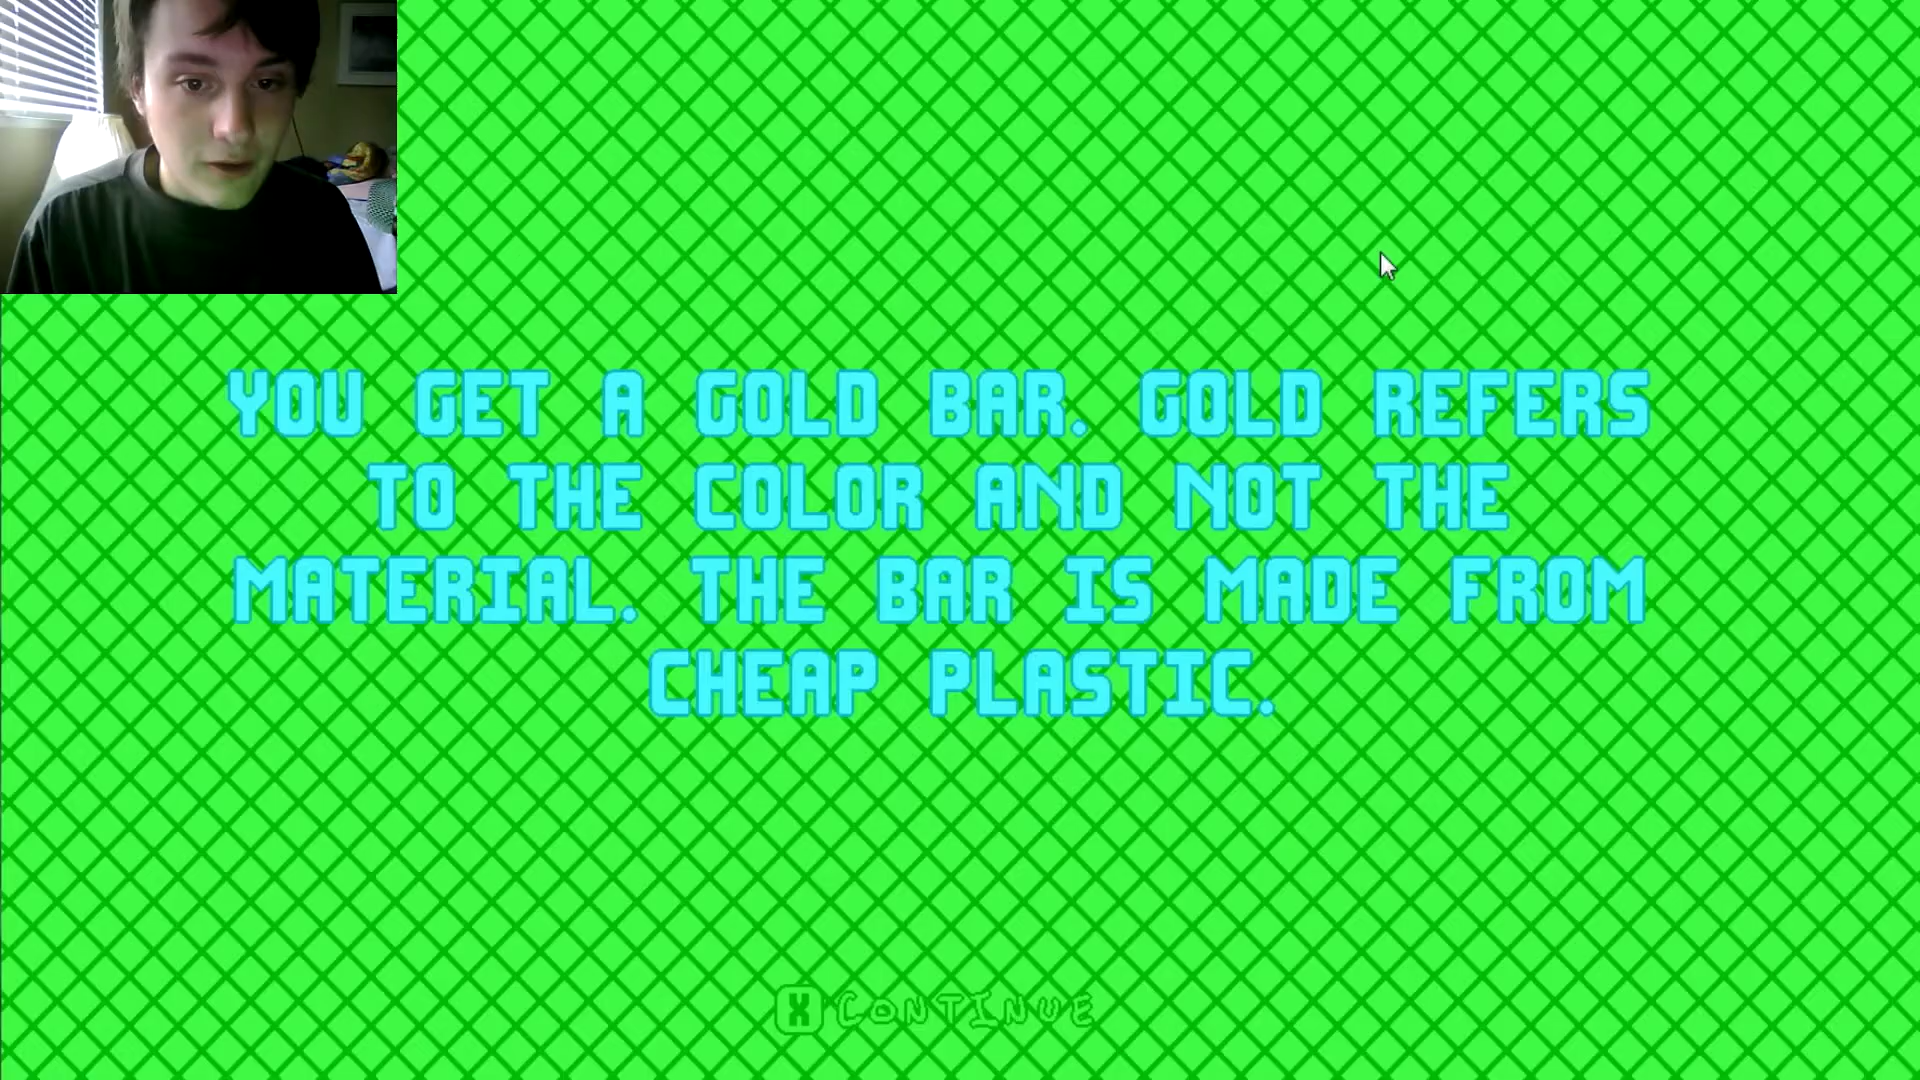 YOU GET A GOLD BAR. GOLD REFERS
TO THE COLOR AND NOT THE
MATERIAL. THE BAR IS MADE FROM
CHEAP PLASTIC.
X CONTINUE